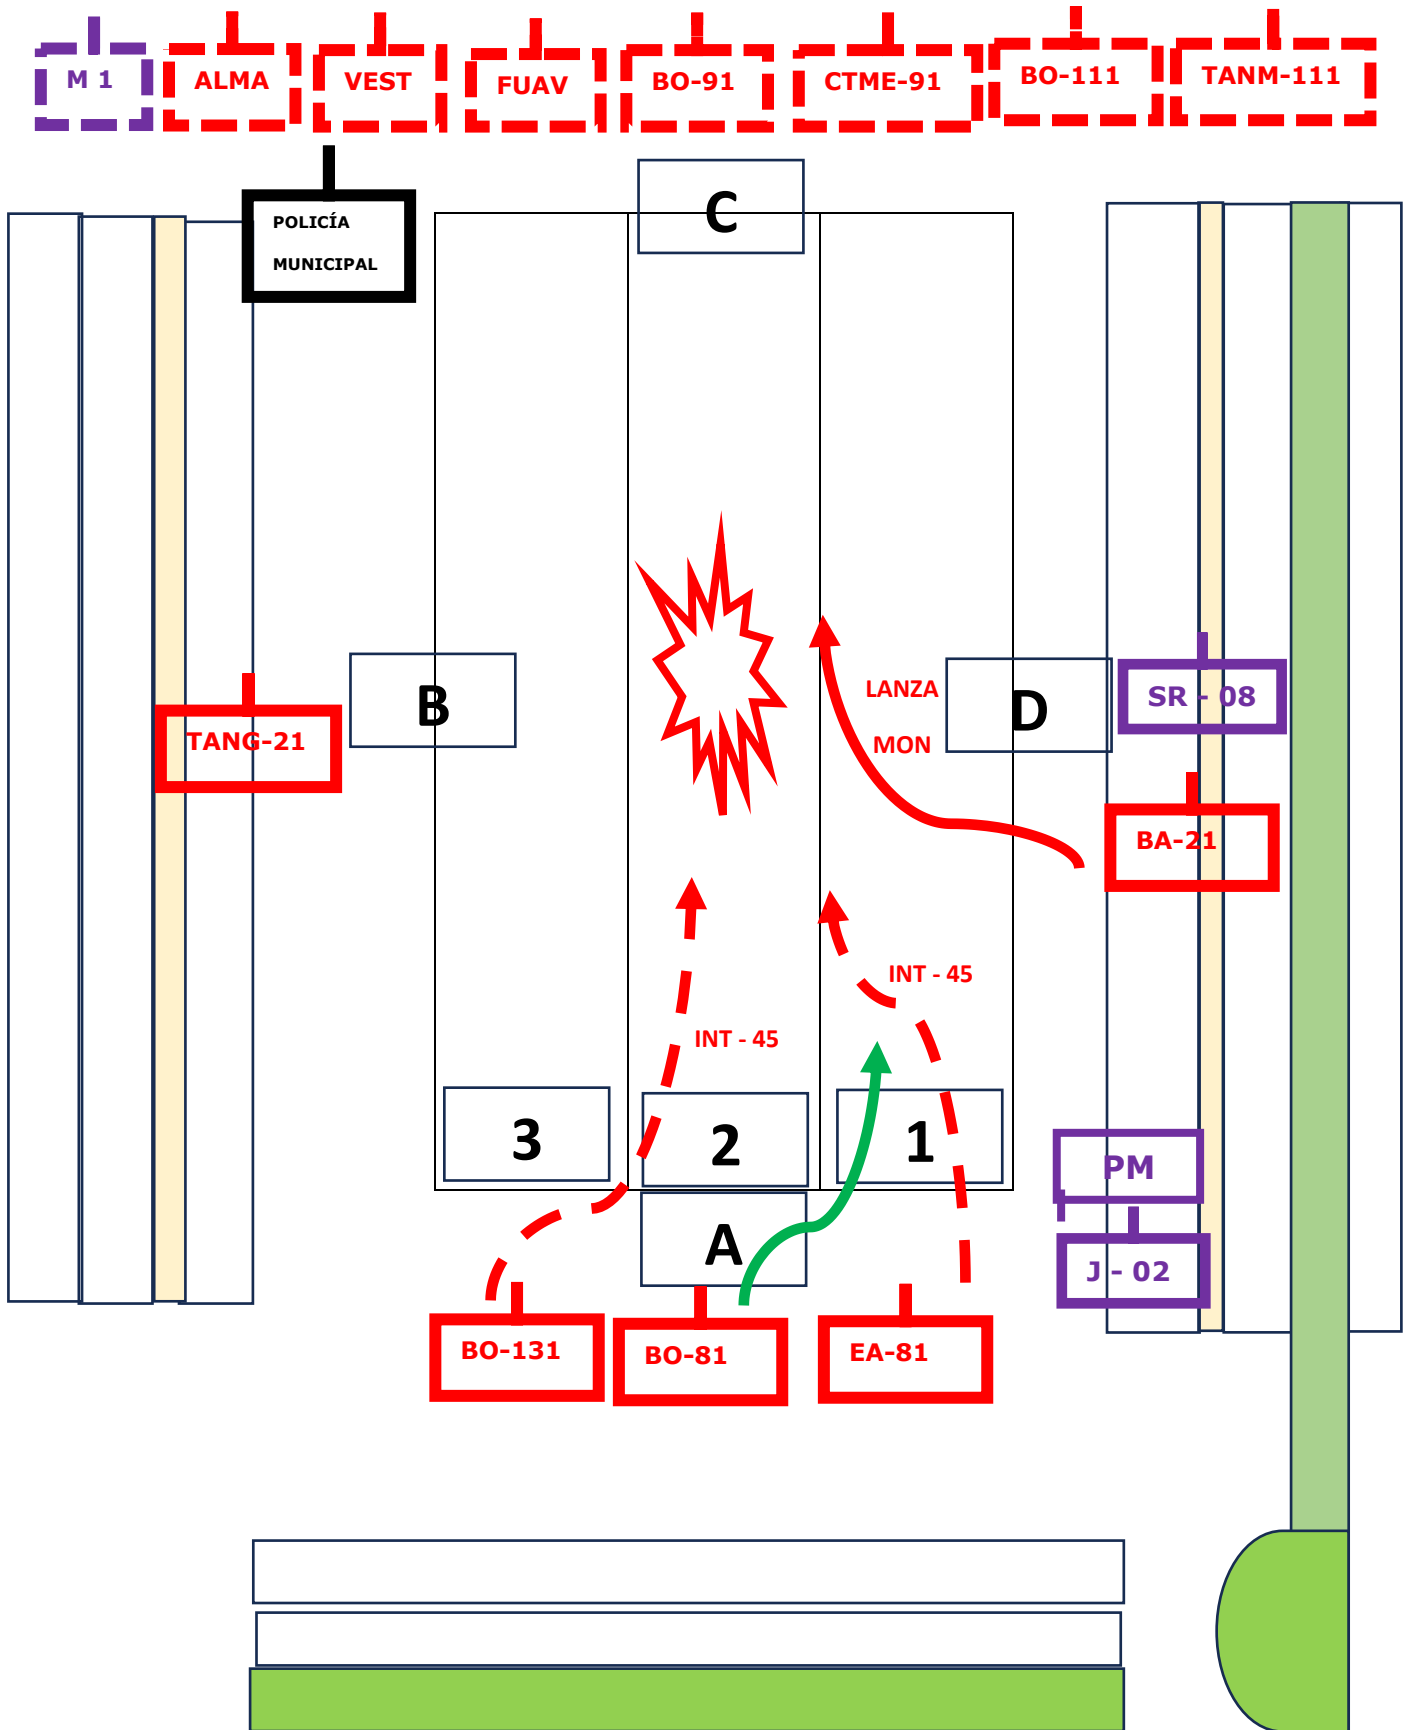 M 1
ALMA
VEST
FUAV
BO-91
CTME-91
BO-111
TANM-111
POLICÍA
MUNICIPAL
C
B
TANG-21
LANZA
MON
D
SR - 08
BA-21
INT - 45
INT - 45
3
2
1
PM
A
J - 02
BO-131
BO-81
EA-81